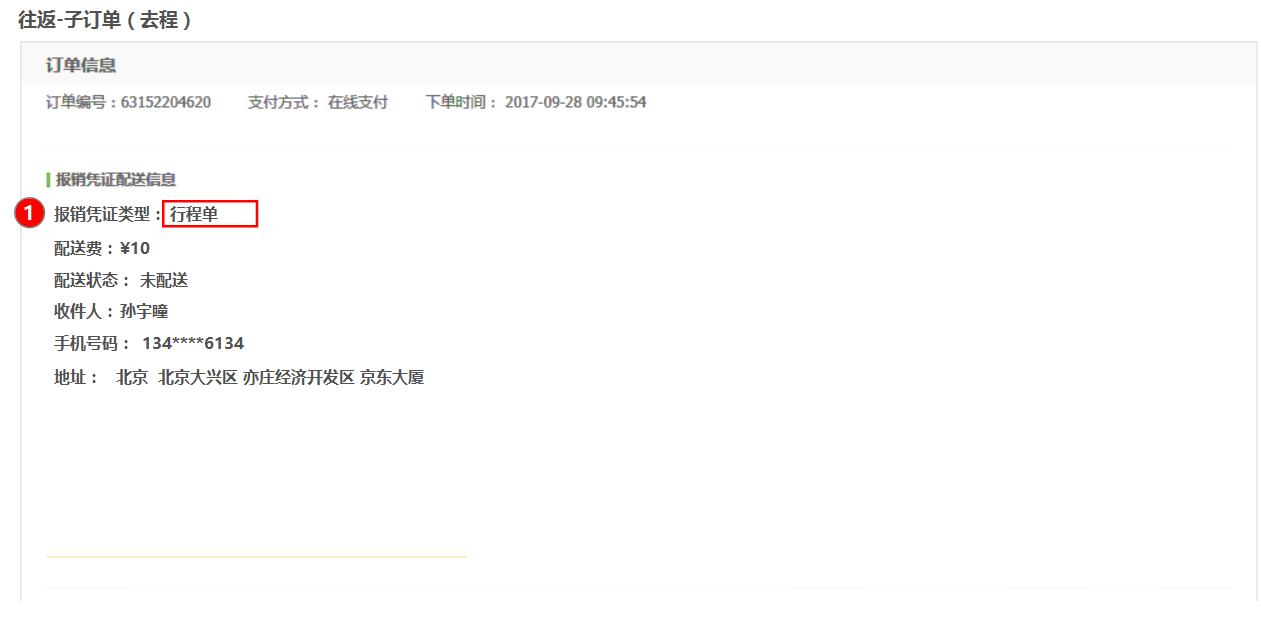 往返-子订单（去程）
订单信息
订单编号：63152204620 支付方式： 在线支付 下单时间： 2017-09-28 09:45:54
报销凭证配送信息
1 报销凭证类型：行程单
配送费：¥10
配送状态： 未配送
收件人：孙宇瞳
手机号码： 134****6134
地址： 北京 北京大兴区 亦庄经济开发区 京东大厦